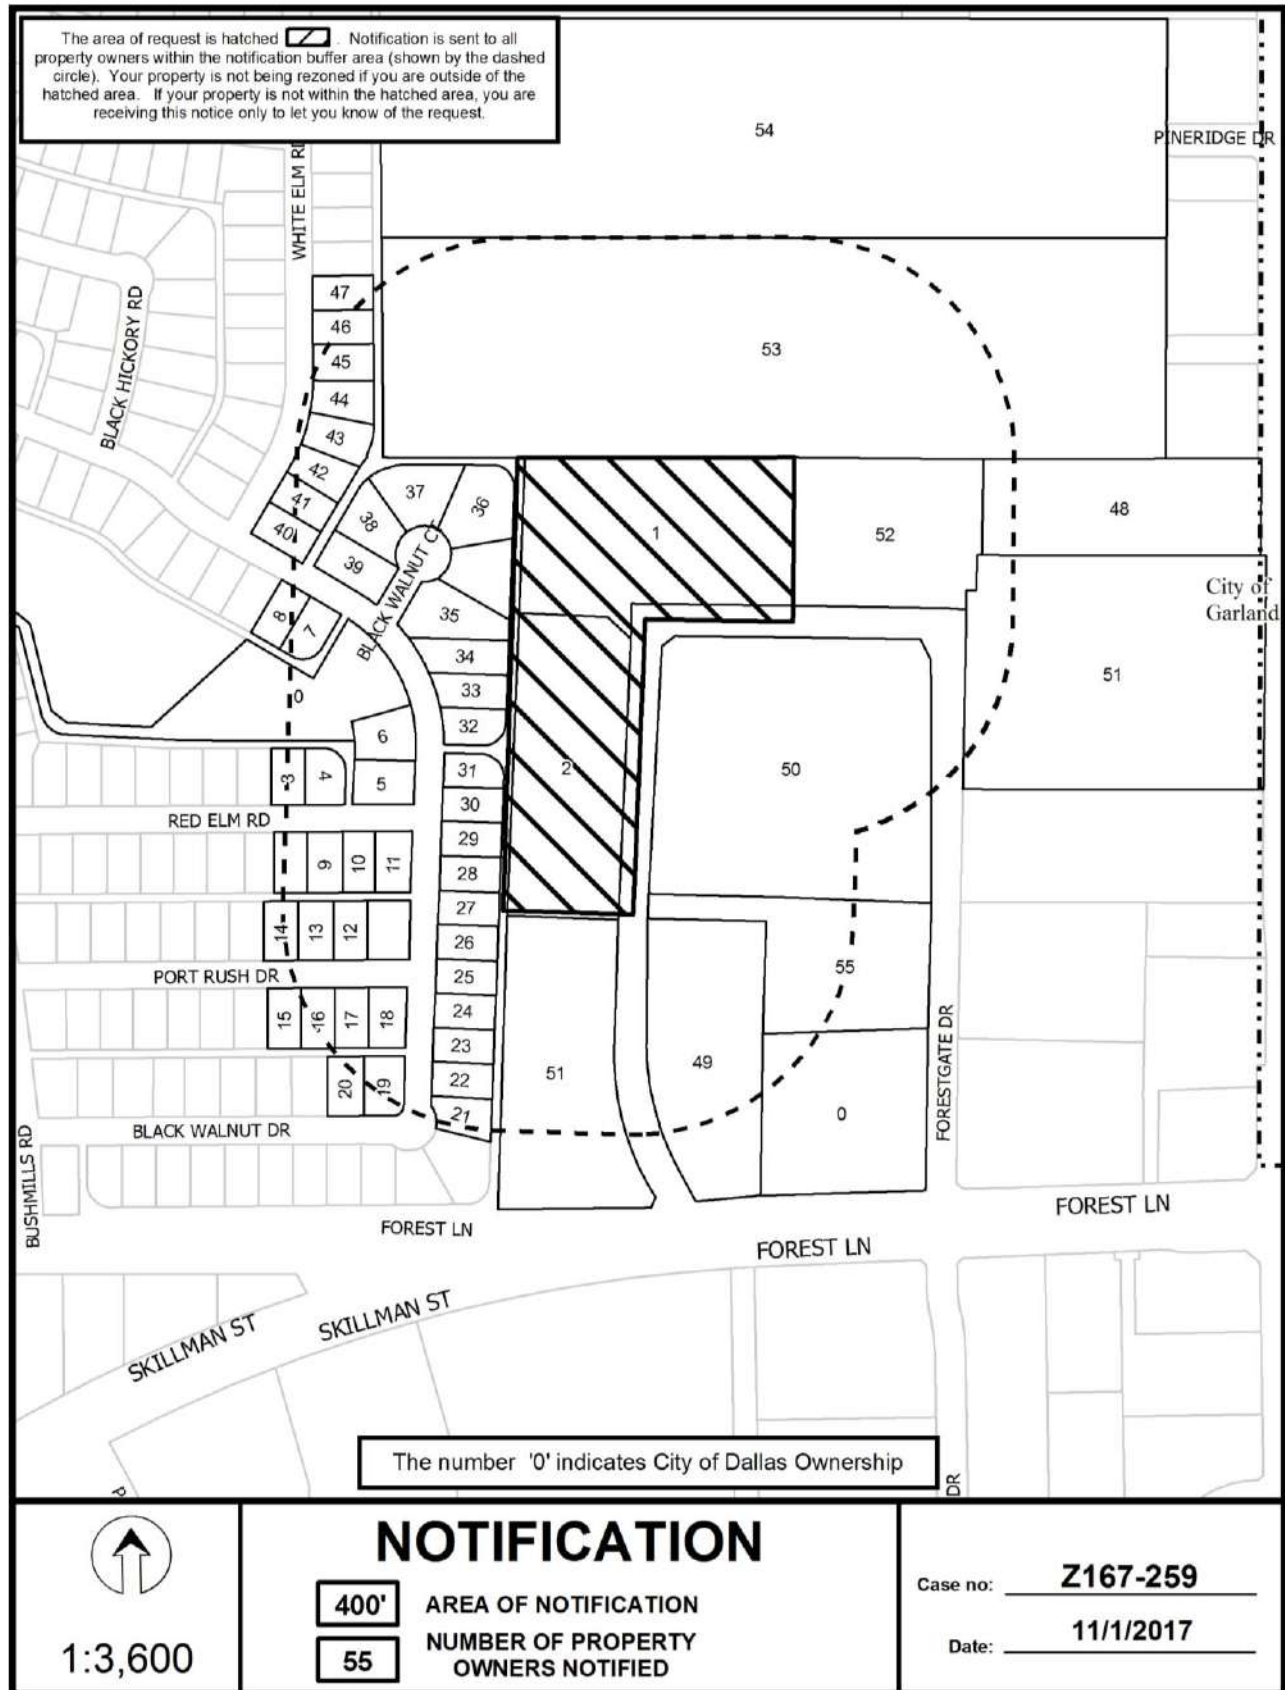 The area of request is hatched . Notification is sent to all
property owners within the notification buffer area (shown by the dashed
circle). Your property is not being rezoned if you are outside of the
hatched area. If your property is not within the hatched area, you are
receiving this notice only to let you know of the request.
54
PINERIDGE DR
WHITE ELM RD
BLACK HICKORY RD
47
46
45
44
43
42
41
40
53
37
36
38
39
BLACK WALNUT CT
1
52
48
City of
Garland
8
7
35
34
33
32
0
6
5
3
4
31
30
29
28
27
26
25
24
23
22
21
2
50
51
RED ELM RD
9
10
11
14
13
12
PORT RUSH DR
15
16
17
18
20
19
BLACK WALNUT DR
BUSHMILLS RD
51
49
55
0
FORESTGATE DR
FOREST LN
FOREST LN
FOREST LN
SKILLMAN ST
SKILLMAN ST
The number '0' indicates City of Dallas Ownership
DR
1:3,600
NOTIFICATION
400' AREA OF NOTIFICATION
55 NUMBER OF PROPERTY
OWNERS NOTIFIED
Case no: Z167-259
Date: 11/1/2017